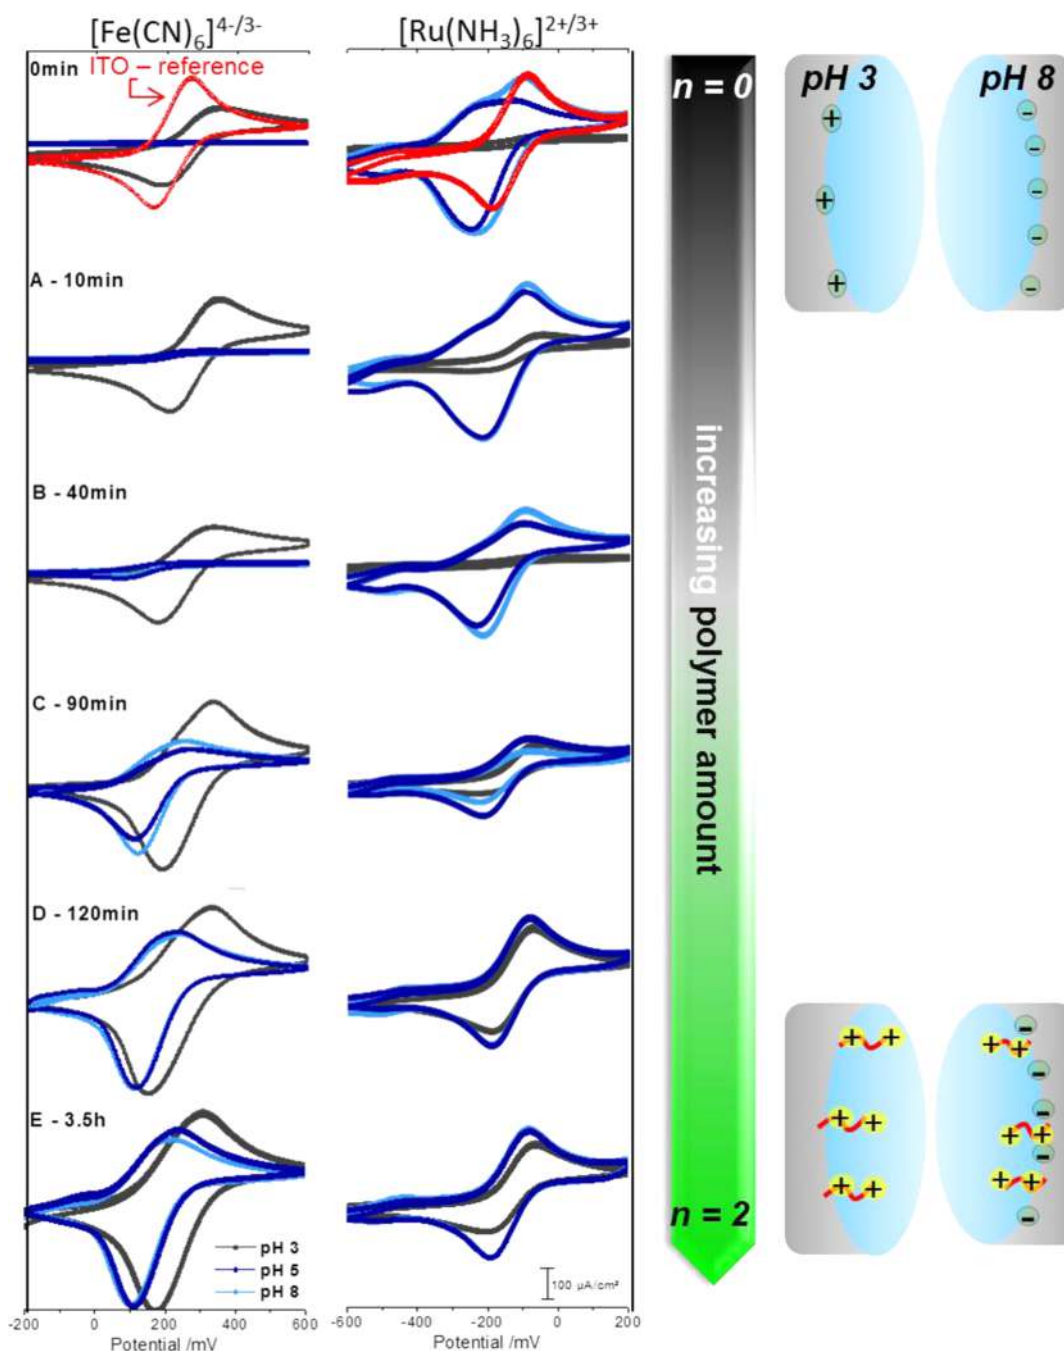 [Fe(CN)₆]⁴⁻/³⁻
[Ru(NH₃)₆]²⁺/³⁺
0min
ITO – reference
n = 0
pH 3
pH 8
+
+
+
-
-
-
-
-
A - 10min
B - 40min
increasing polymer amount
C - 90min
D - 120min
E - 3.5h
n = 2
+ +
+ +
+ +
+ +
+ +
+ +
-
-
-
-
-
pH 3
pH 5
pH 8
100 µA/cm²
-200 0 200 400 600
Potential /mV
-600 -400 -200 0 200
Potential /mV